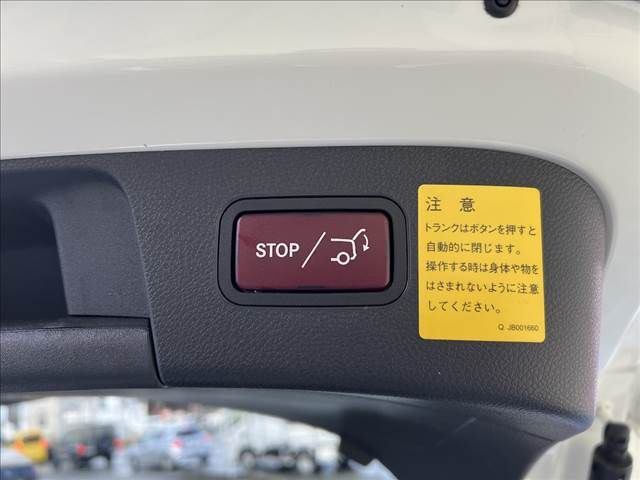 STOP/
注 意
トランクはボタンを押すと
自動的に閉じます。
操作する時は身体や物を
はさまれないように注意
してください。
Q. JB001660